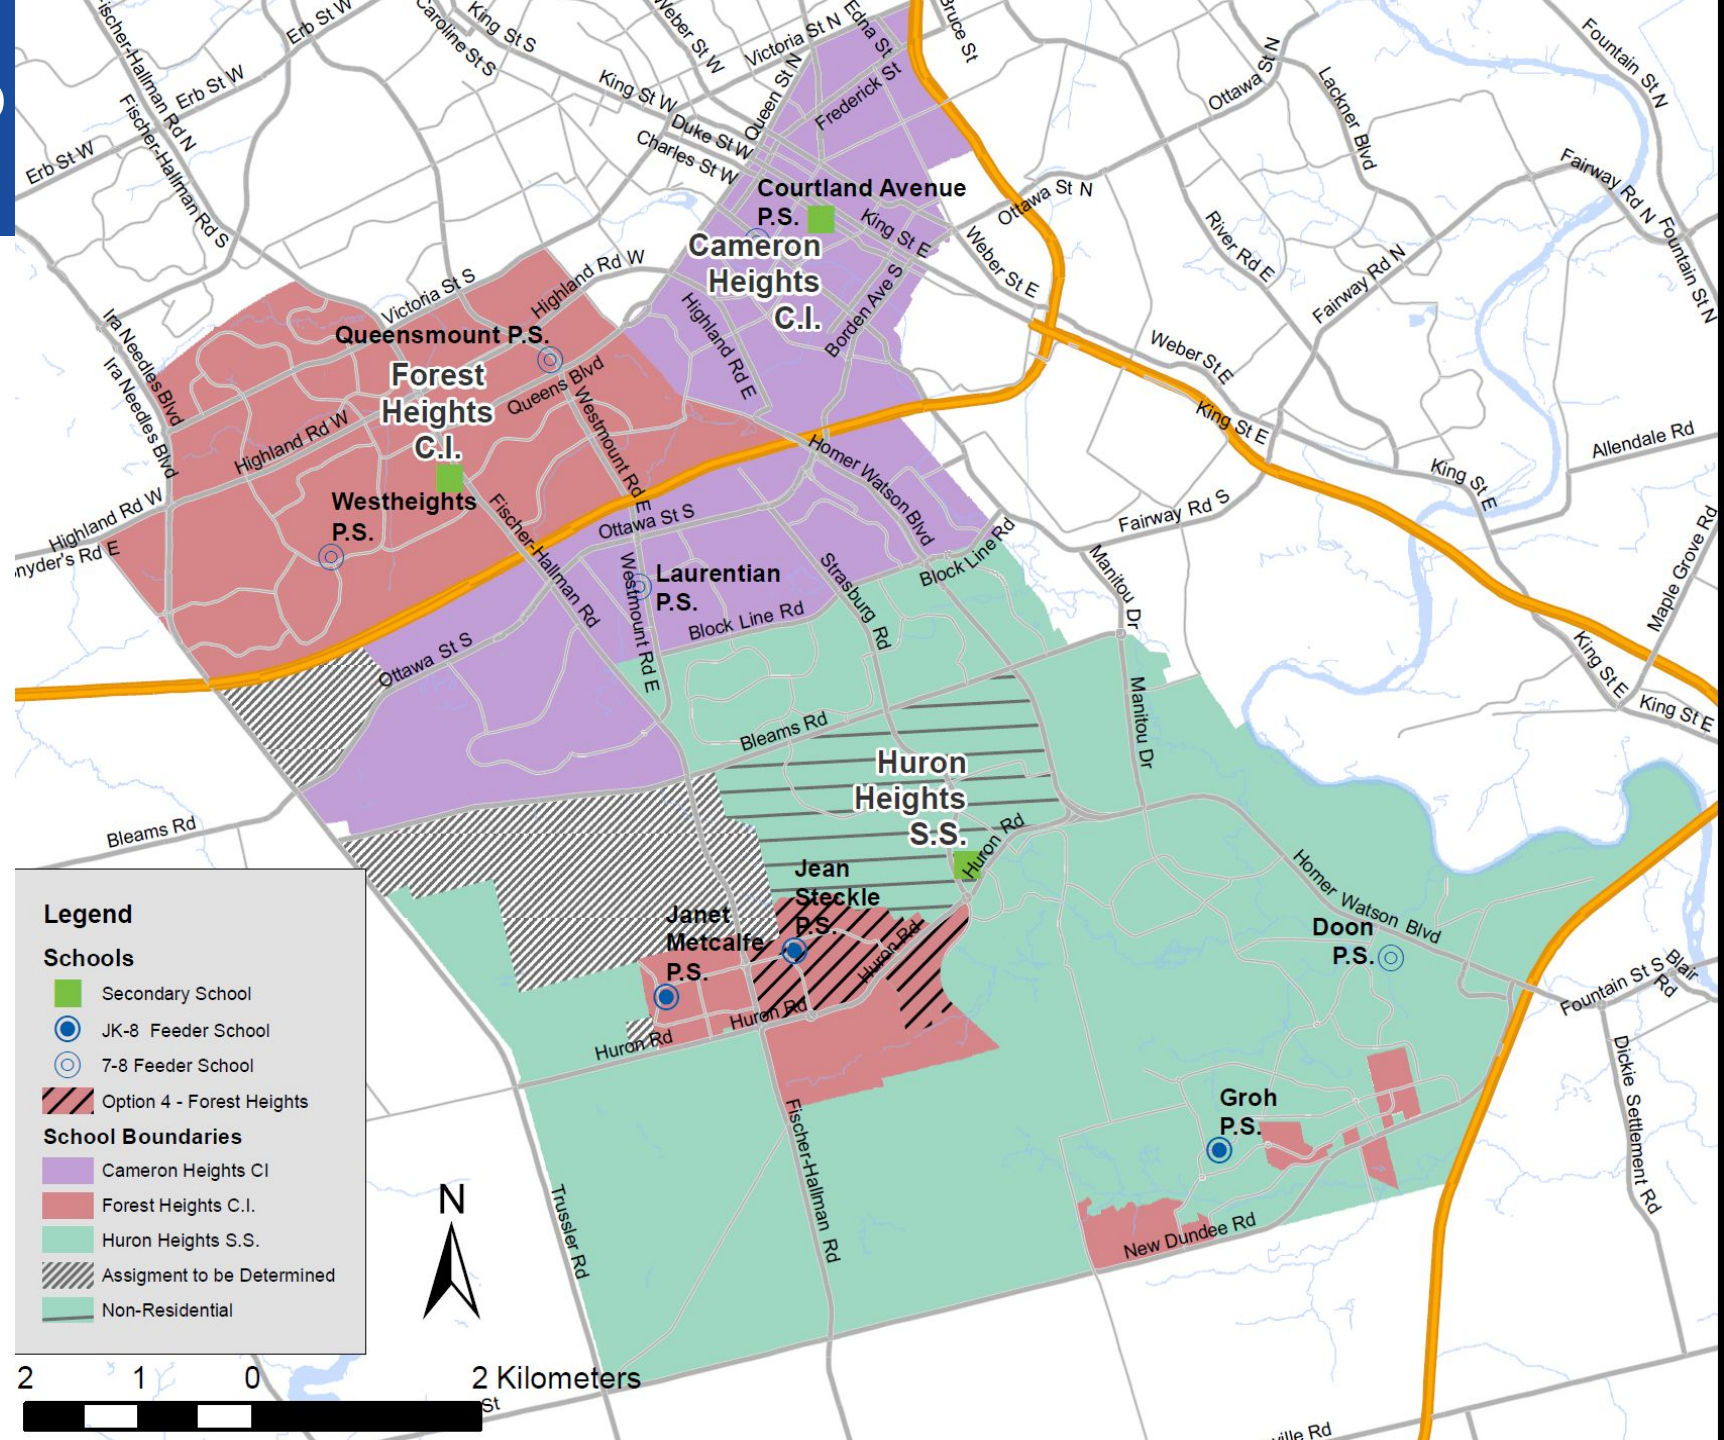 Fischer-Hallman Rd N
Erb St W
Caroline St S
King St S
Weber St W
Victoria St N
Edna St
Bruce St
Fountain St N
Erb St W
Fischer-Hallman Rd S
King St W
Queen St N
Frederick St
Ottawa St N
Lackner Blvd
Erb St W
Duke St W
Charles St W
Fairway Rd N
Courtland Avenue
P.S.
Ottawa St N
King St E
Weber St E
River Rd E
Fairway Rd N
Fountain St N
Cameron
Heights
C.I.
Victoria St S
Highland Rd W
Highland Rd E
Borden Ave S
Ira Needles Blvd
Ira Needles Blvd
Queensmount P.S.
Forest
Heights
C.I.
Queens Blvd
Westmount Rd E
Weber St E
King St E
Highland Rd W
Homer Watson Blvd
Allendale Rd
King St E
Highland Rd W
nyder's Rd E
Westheights
P.S.
Fischer-Hallman Rd
Ottawa St S
Fairway Rd S
Block Line Rd
Manitou Dr
Maple Grove Rd
Westmount Rd E
Laurentian
P.S.
Strasburg Rd
Block Line Rd
Ottawa St S
King St E
King St E
Manitou Dr
Bleams Rd
Huron
Heights
S.S.
Huron Rd
Bleams Rd
Homer Watson Blvd
Jean
Steckle
P.S.
Janet
Metcalfe
P.S.
Huron Rd
Doon
P.S.
Fountain St S
Blair Rd
Huron Rd
Huron Rd
Dickie Settlement Rd
Groh
P.S.
Fischer-Hallman Rd
Trussler Rd
New Dundee Rd
Legend
Schools
Secondary School
JK-8 Feeder School
7-8 Feeder School
Option 4 - Forest Heights
School Boundaries
Cameron Heights CI
Forest Heights C.I.
Huron Heights S.S.
Assigment to be Determined
Non-Residential
N
2 1 0 2 Kilometers
St
ville Rd